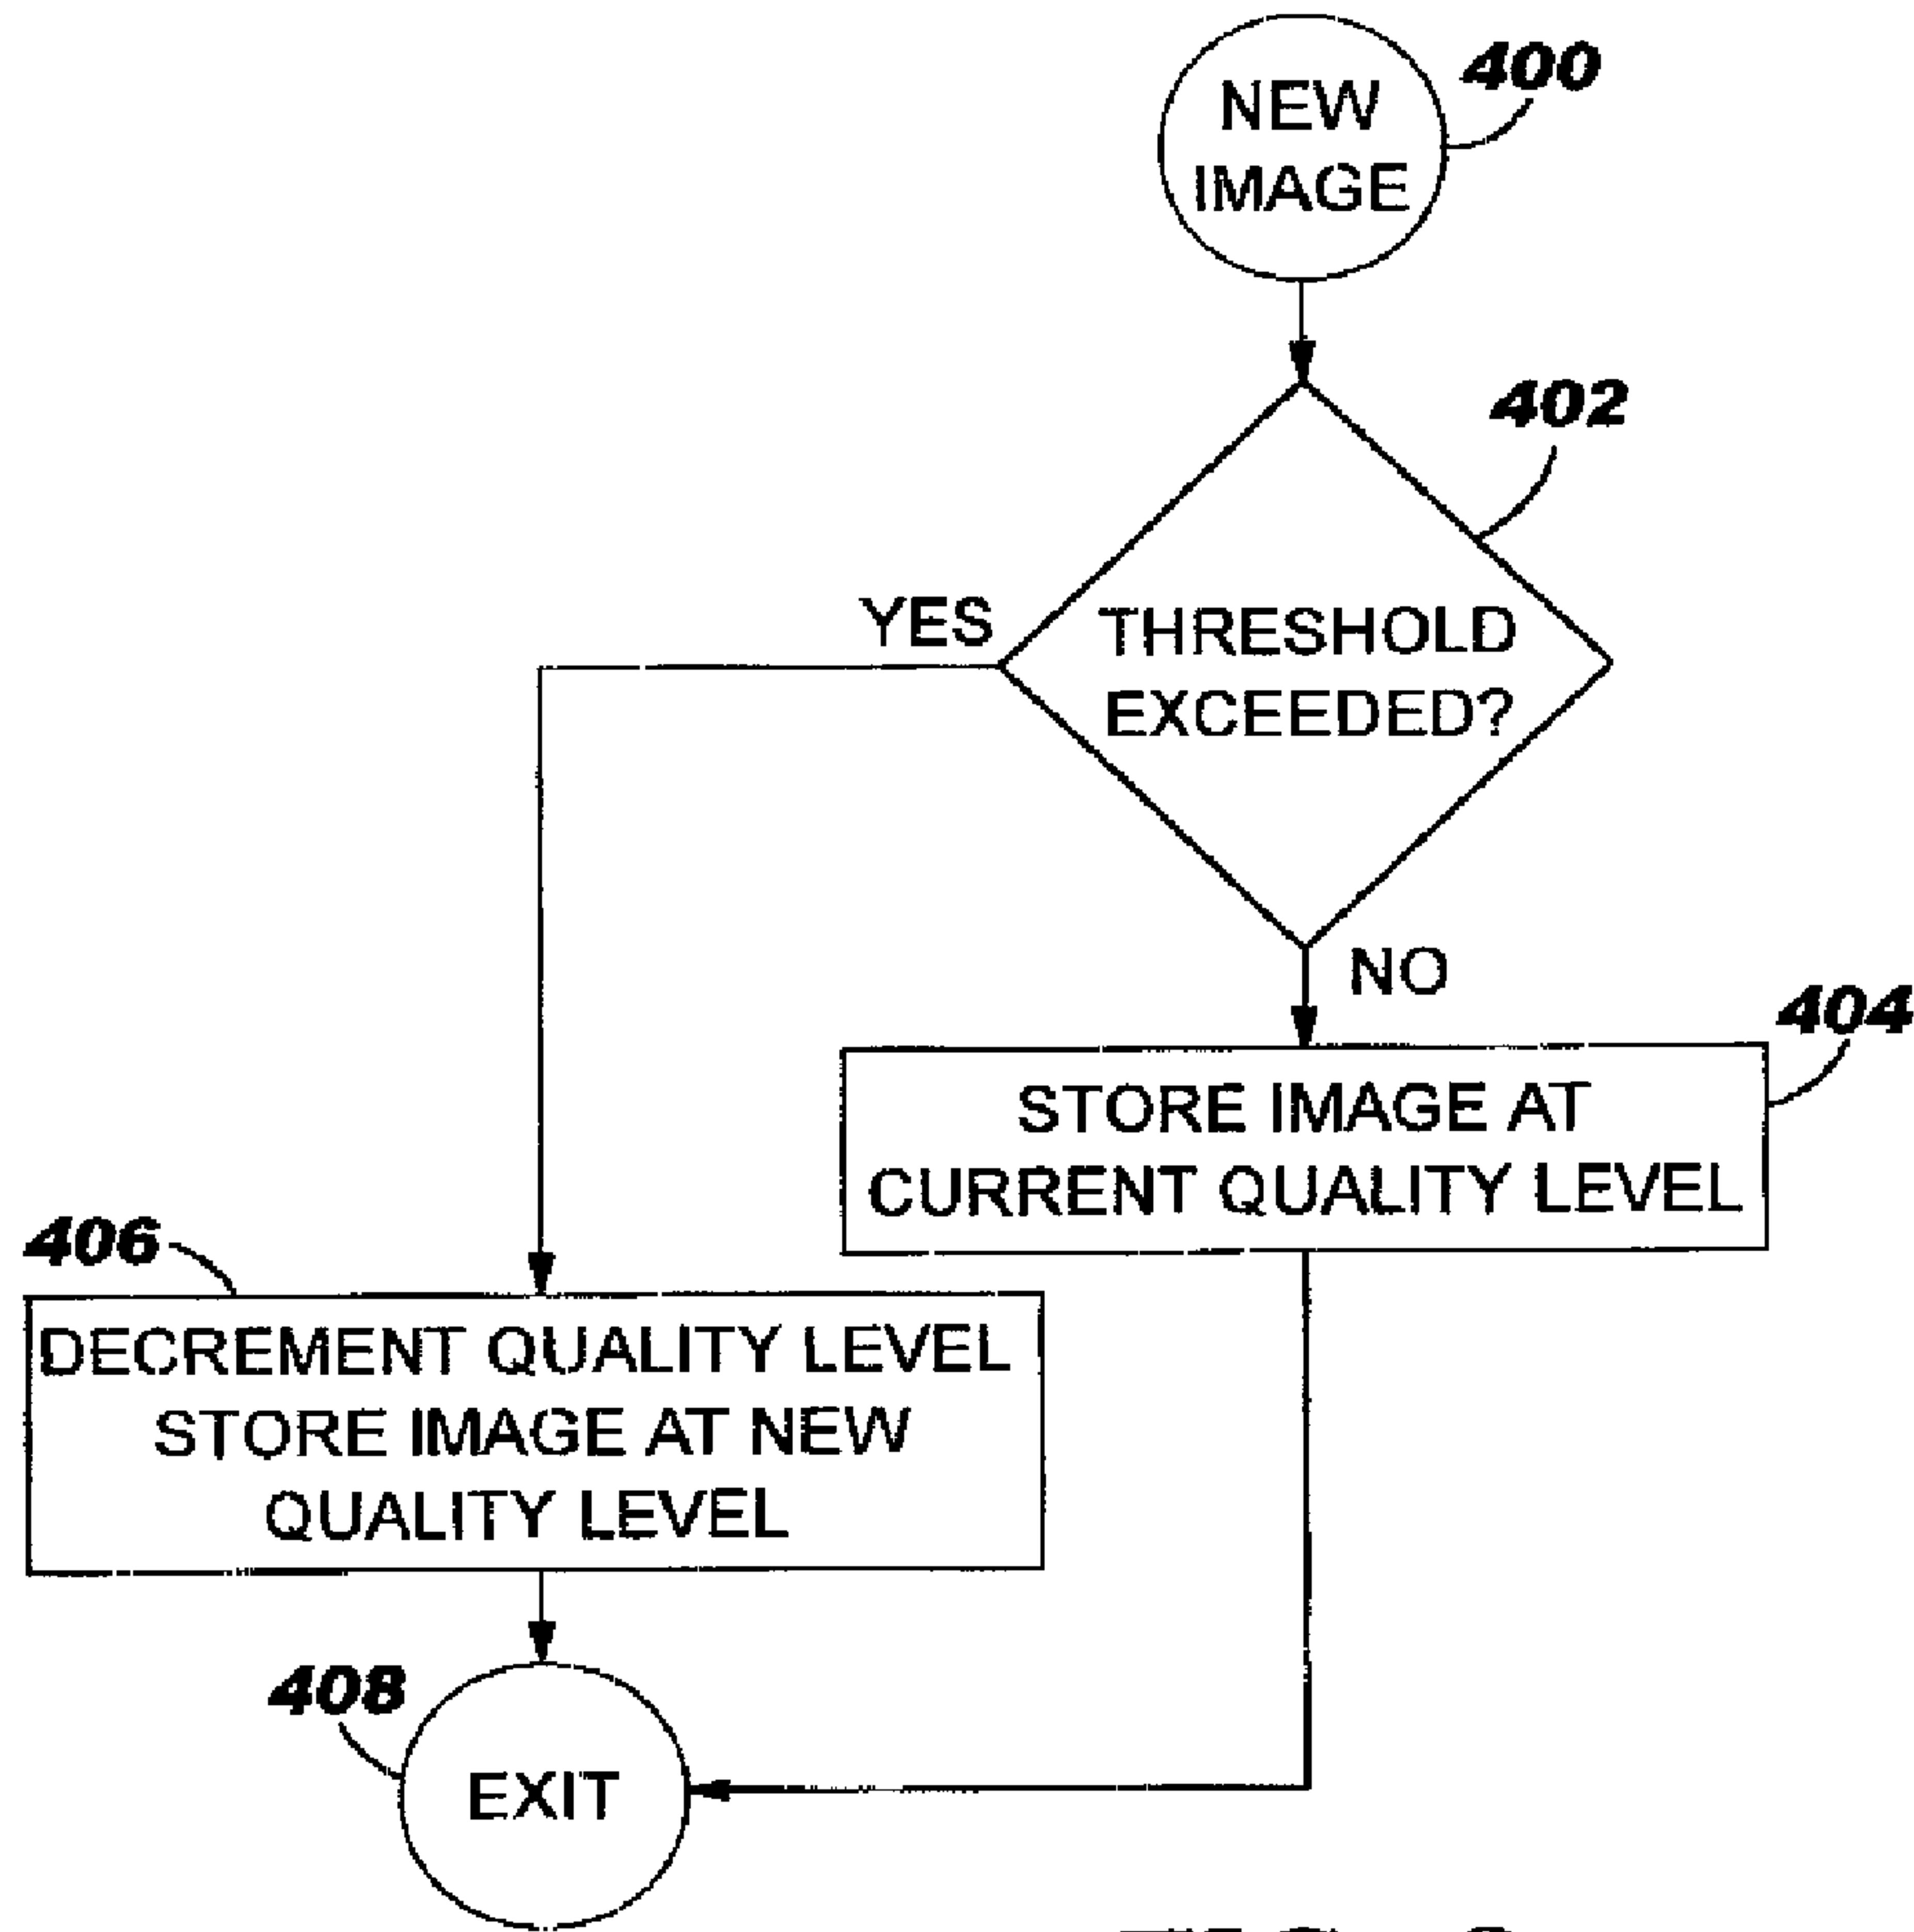 NEW
IMAGE
400
402
THRESHOLD
EXCEEDED?
YES
NO
404
STORE IMAGE AT
CURRENT QUALITY LEVEL
406
DECREMENT QUALITY LEVEL
STORE IMAGE AT NEW
QUALITY LEVEL
408
EXIT